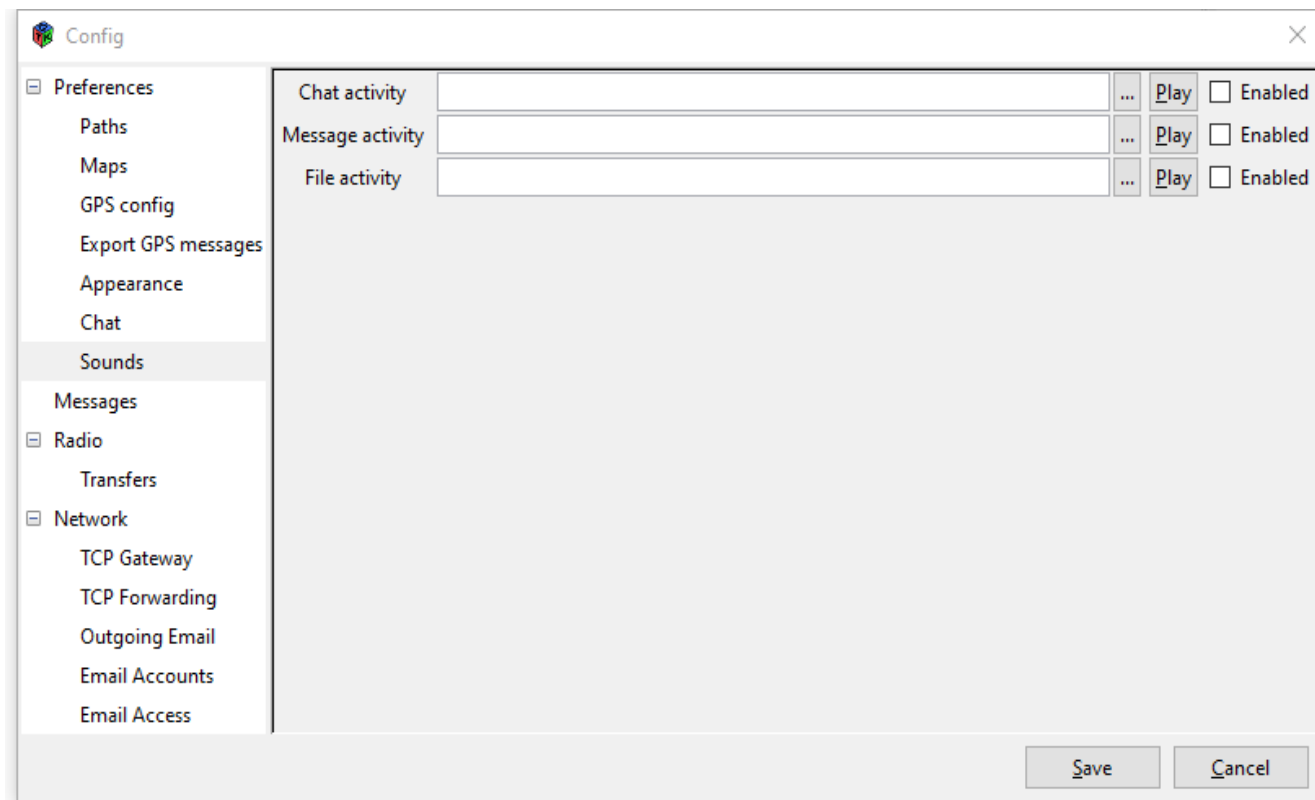 Config
Preferences
Paths
Maps
GPS config
Export GPS messages
Appearance
Chat
Sounds
Messages
Radio
Transfers
Network
TCP Gateway
TCP Forwarding
Outgoing Email
Email Accounts
Email Access
Chat activity ... Play Enabled
Message activity ... Play Enabled
File activity ... Play Enabled
Save Cancel